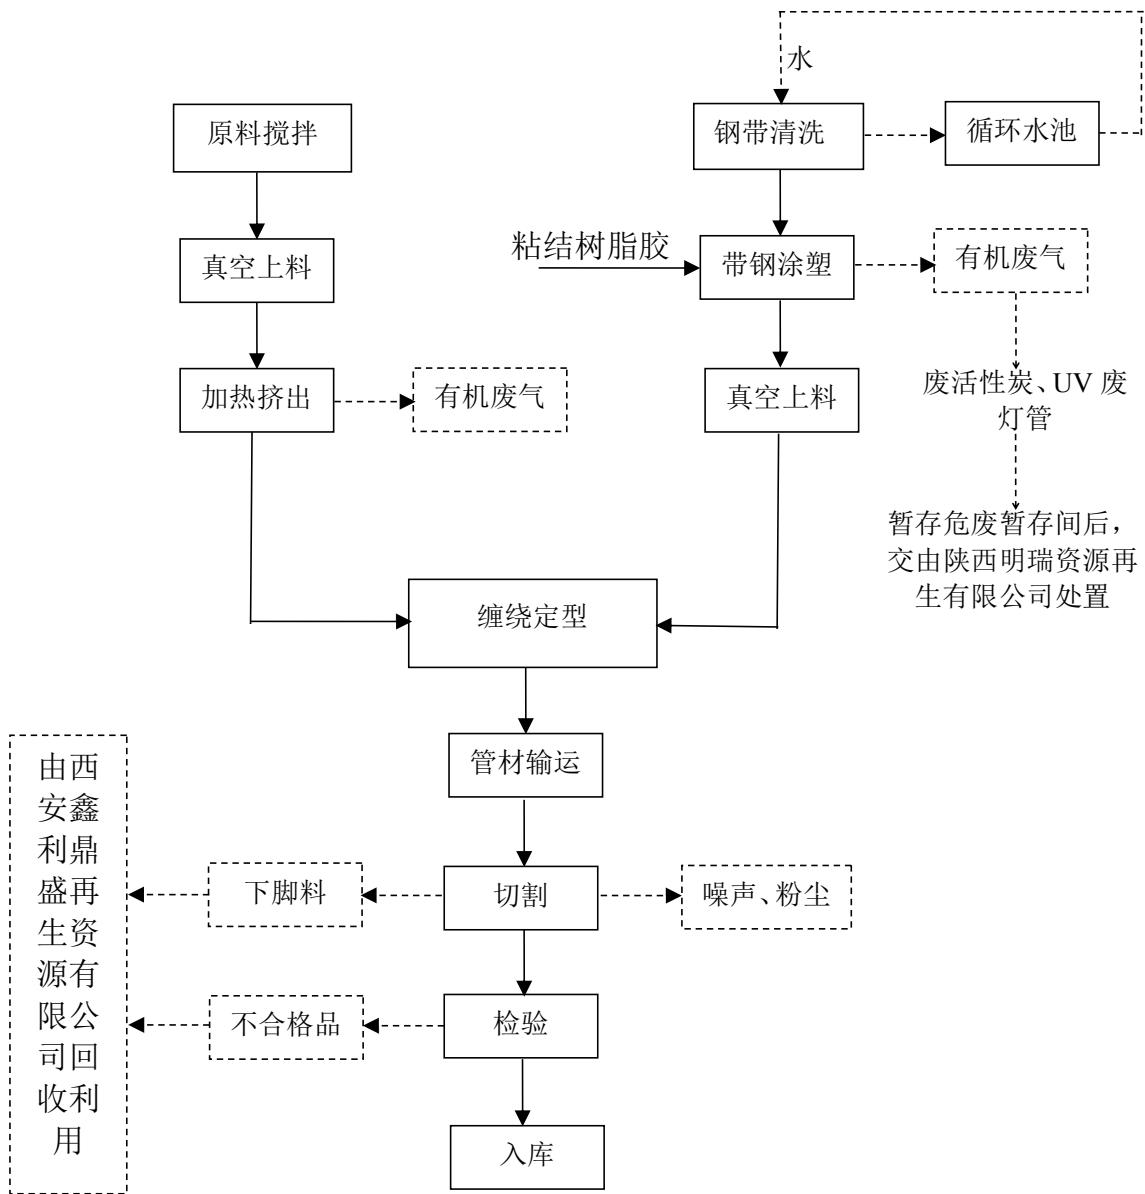 水
原料搅拌
钢带清洗
循环水池
粘结树脂胶
真空上料
带钢涂塑
有机废气
加热挤出
有机废气
真空上料
废活性炭、UV 废
灯管
暂存危废暂存间后，
交由陕西明瑞资源再
生有限公司处置
缠绕定型
管材输运
由西
安鑫
利鼎
盛再
生资
源有
限公
司回
收利
用
下脚料
切割
噪声、粉尘
不合格品
检验
入库